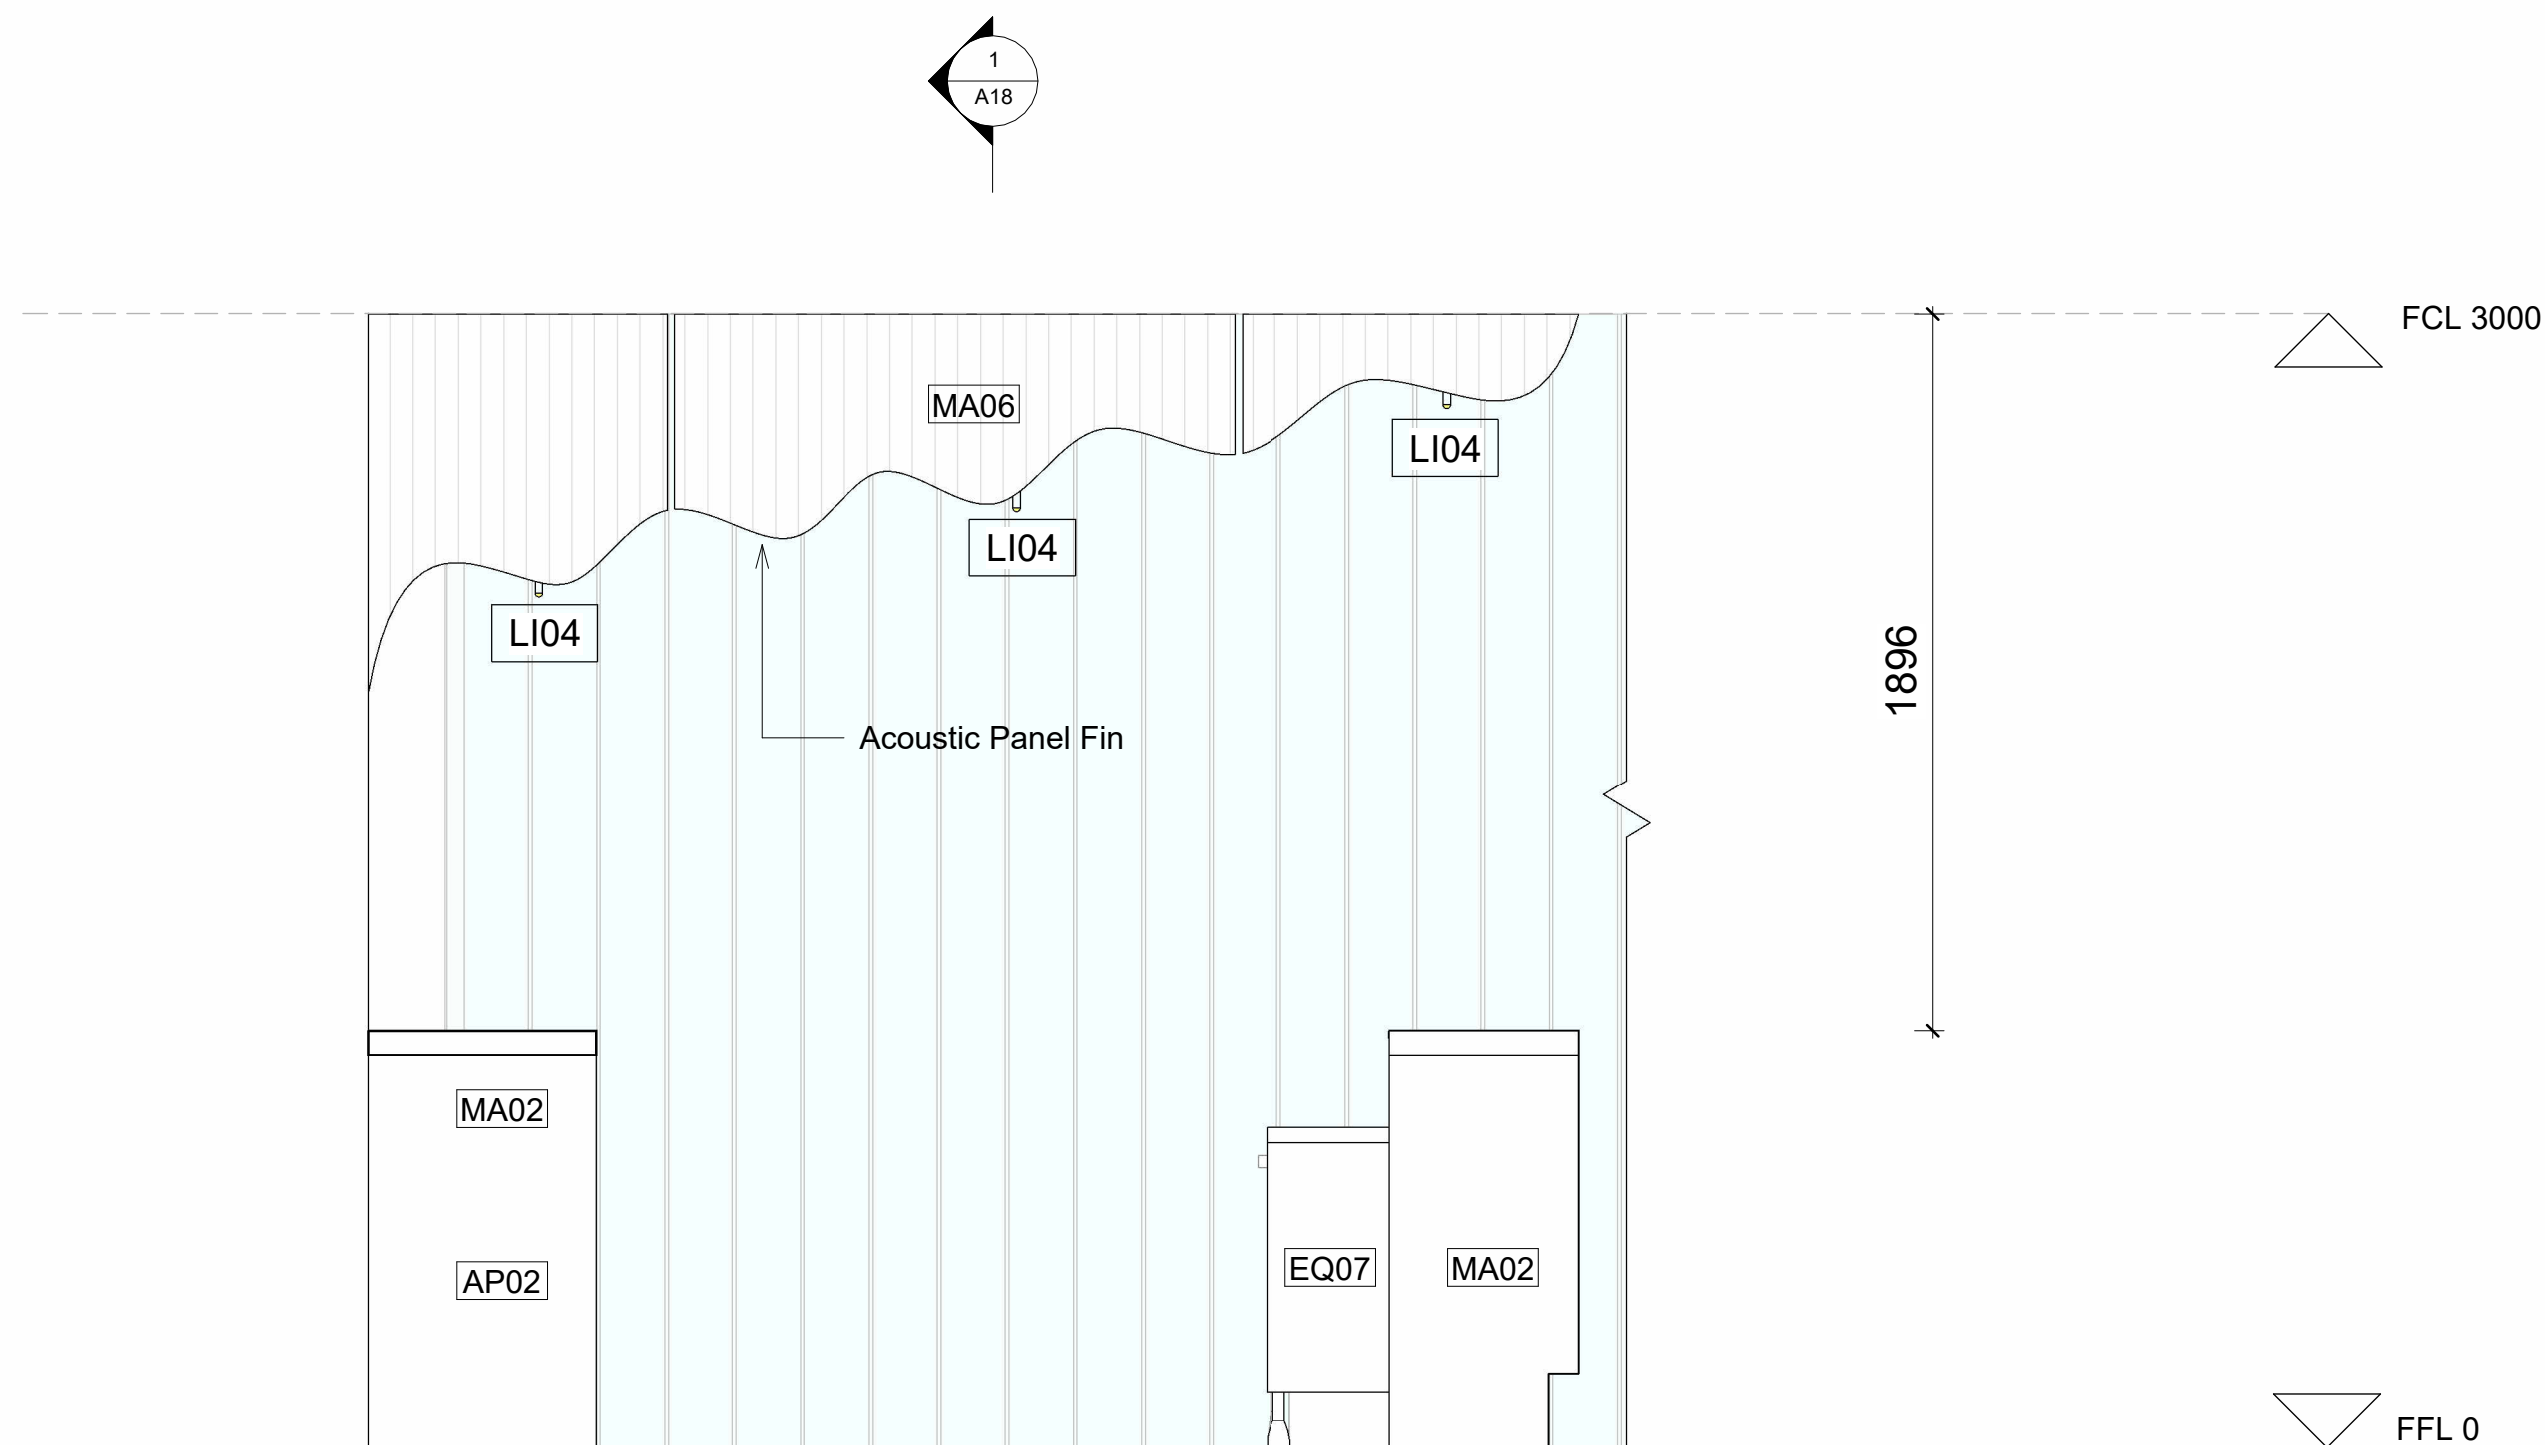 1
A18
FCL 3000
MA06
LI04
LI04
LI04
1896
Acoustic Panel Fin
MA02
EQ07
MA02
AP02
FFL 0